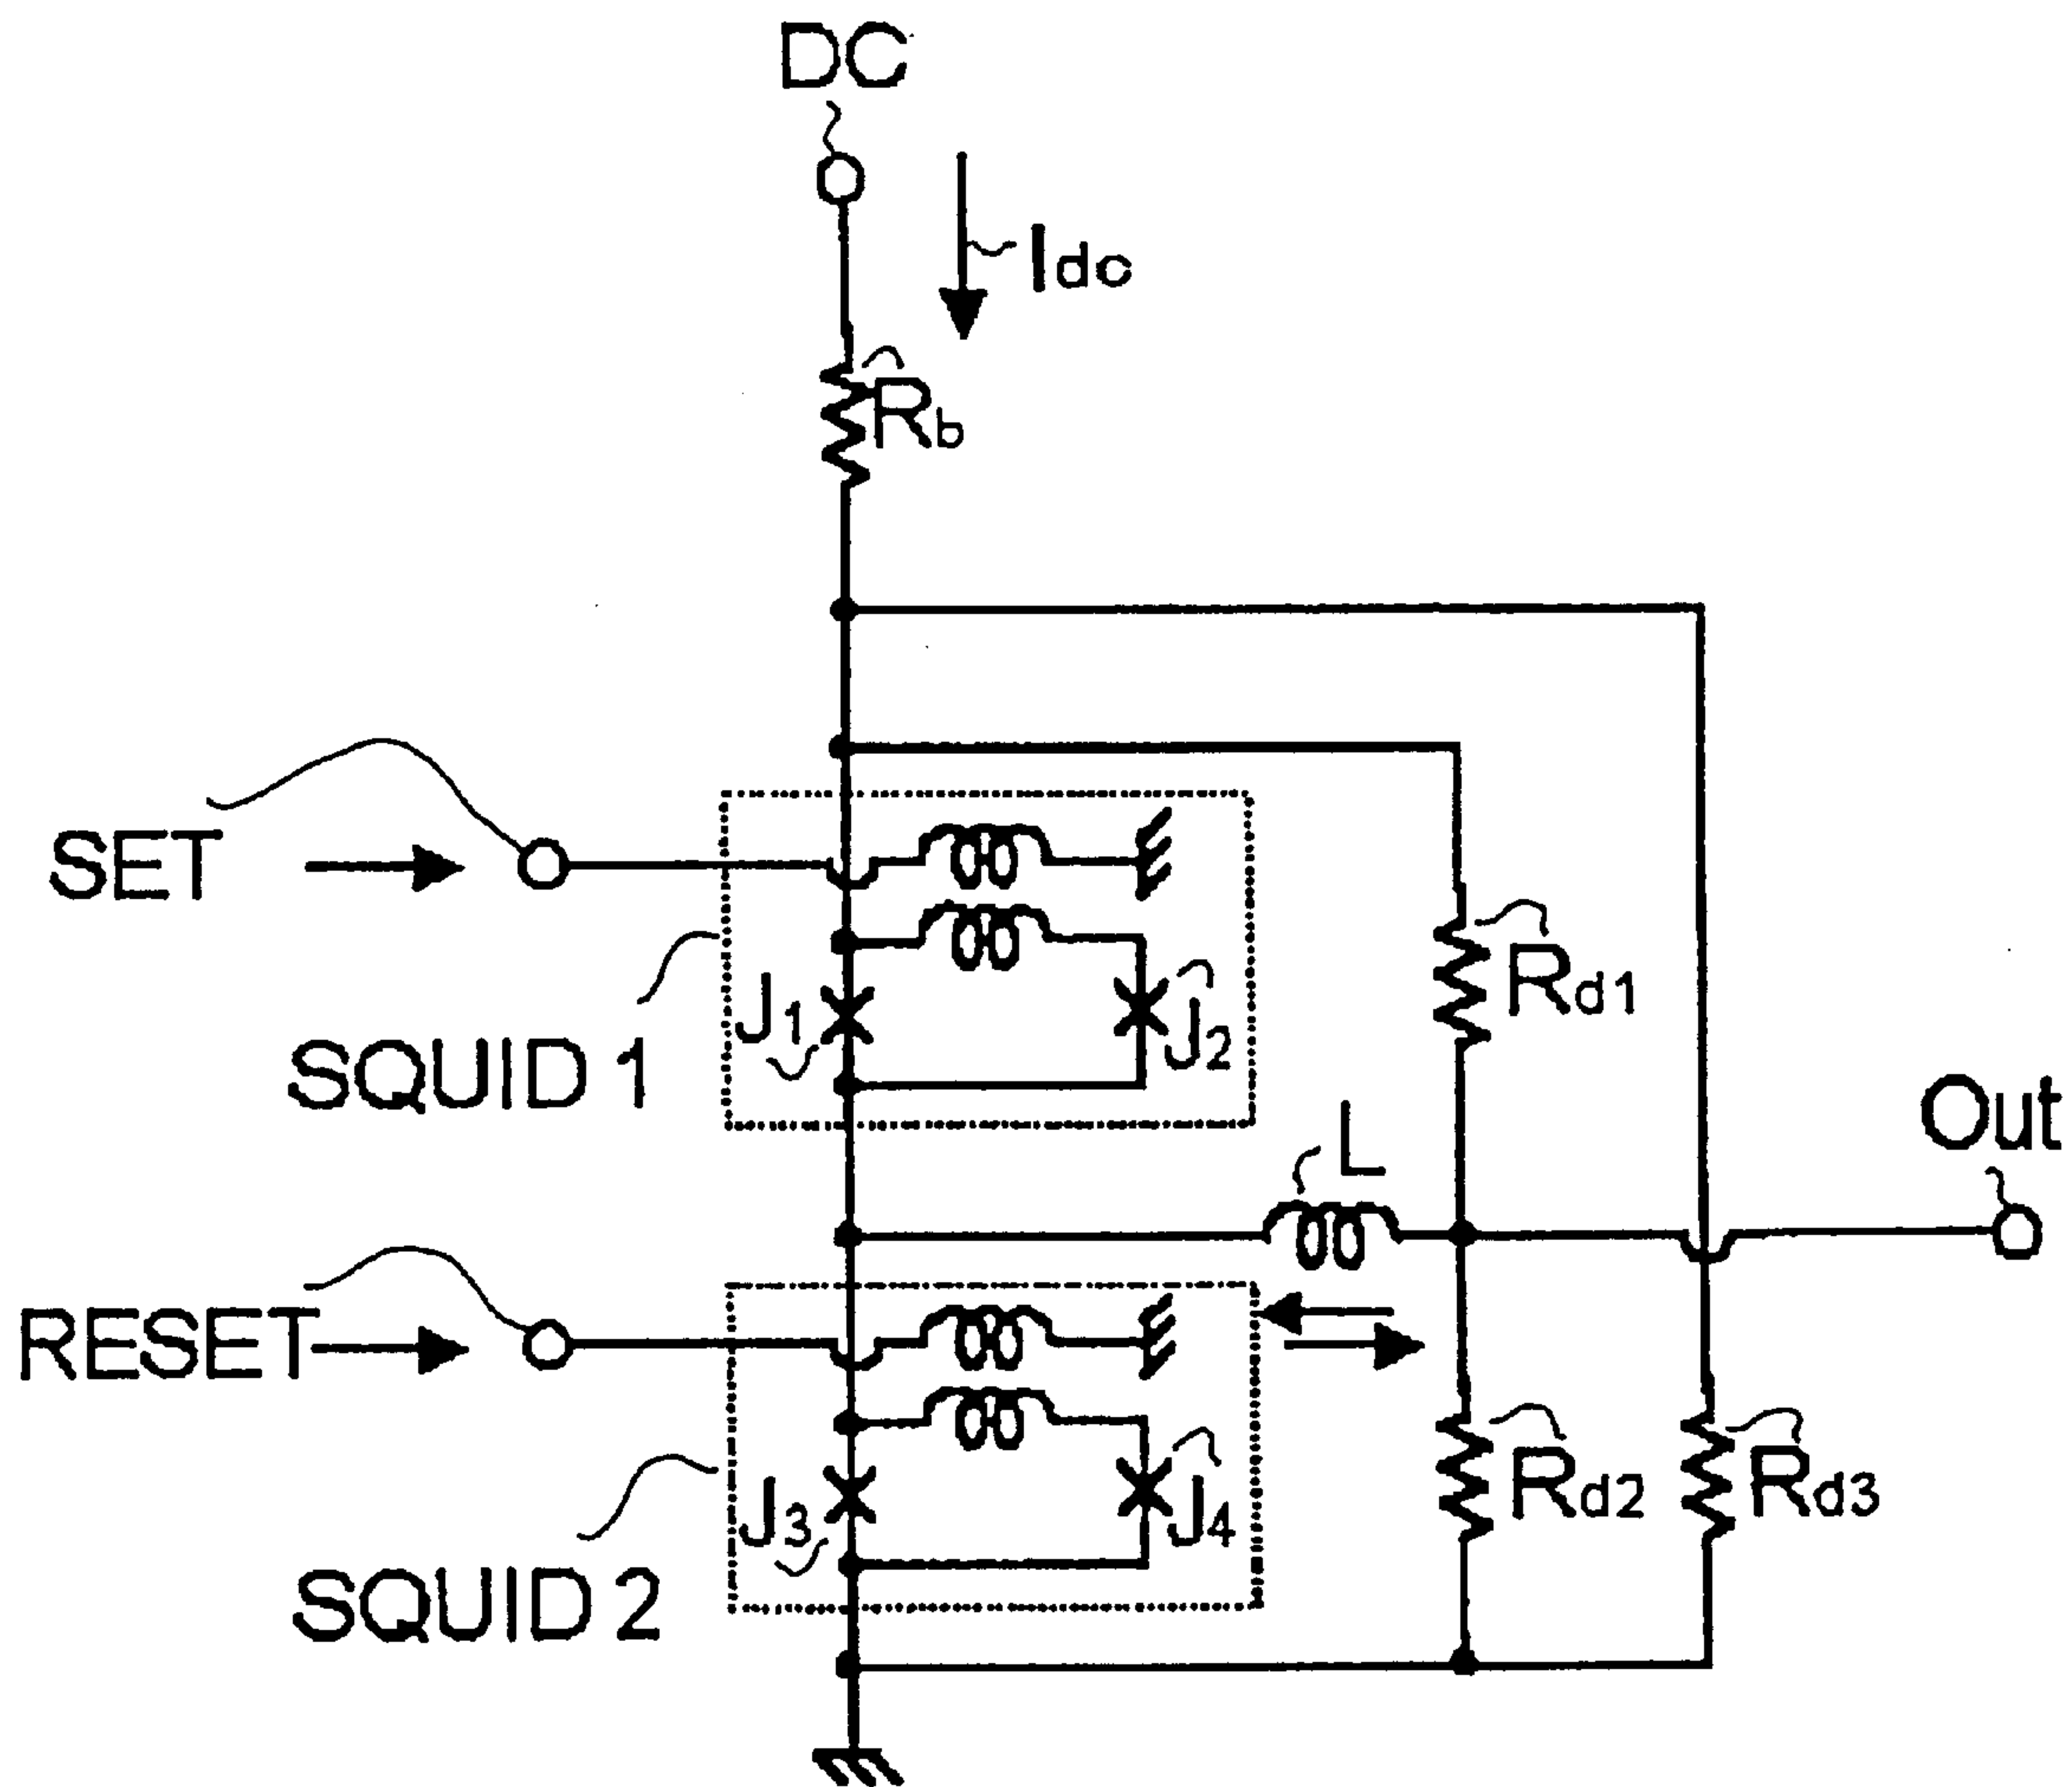 DC
Idc
Rb
SET
J1
J2
Rd1
SQUID 1
L
Out
RESET
J3
J4
Rd2
Rd3
SQUID 2